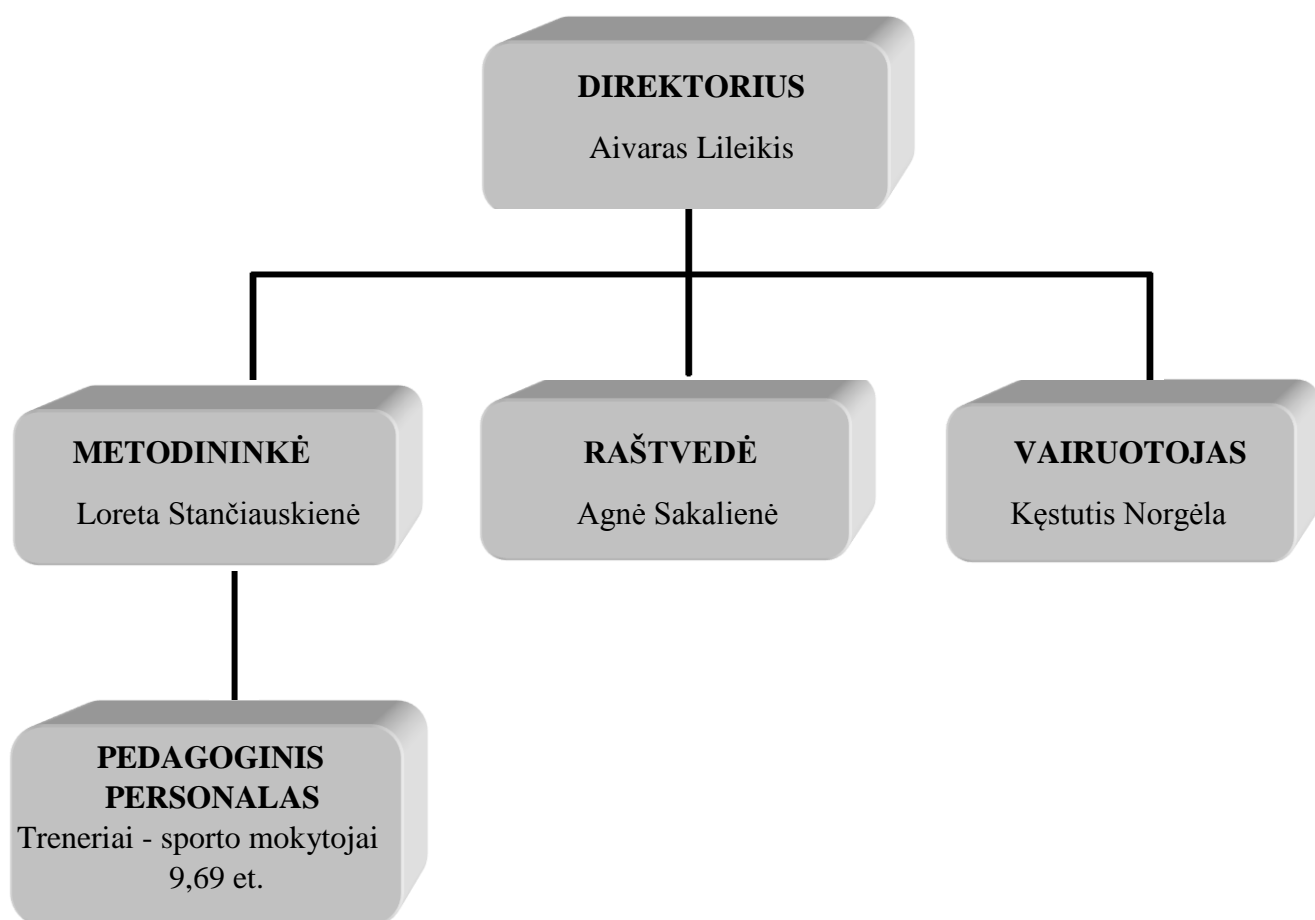 DIREKTORIUS
Aivaras Lileikis
METODININKĖ
Loreta Stančiauskienė
RAŠTVEDĖ
Agnė Sakalienė
VAIRUOTOJAS
Kęstutis Norgėla
PEDAGOGINIS
PERSONALAS
Treneriai - sporto mokytojai
9,69 et.